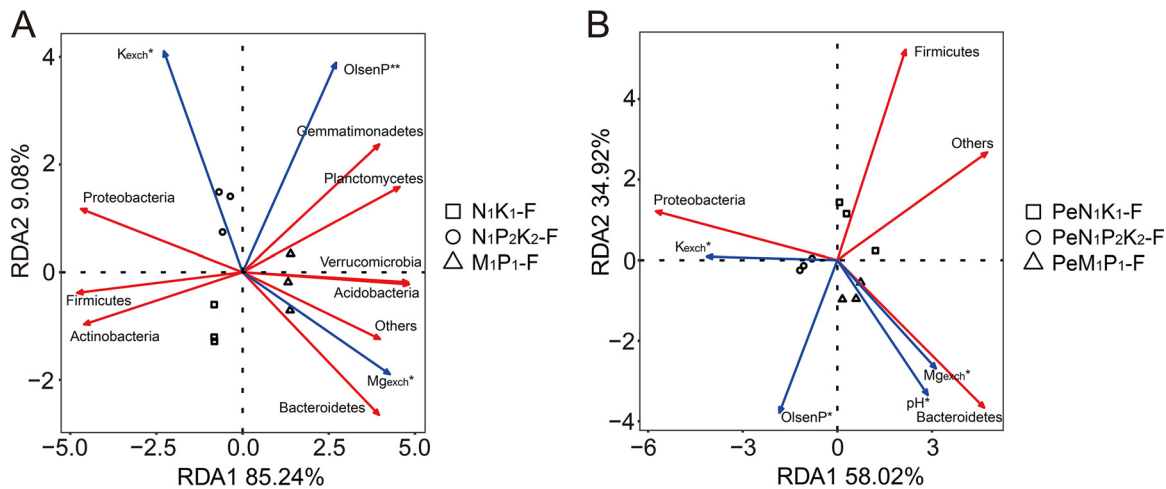 A
RDA2 9.08%
4
2
0
−2
−5.0
−2.5
0.0
2.5
5.0
RDA1 85.24%
Kexch*
OlsenP**
Gemmatimonadetes
Planctomycetes
Proteobacteria
Verrucomicrobia
Acidobacteria
Firmicutes
Actinobacteria
Others
Mgexch*
Bacteroidetes
N1K1-F
N1P2K2-F
M1P1-F
B
RDA2 34.92%
4
2
0
−2
−4
−6
−3
0
3
RDA1 58.02%
Firmicutes
Others
Proteobacteria
Kexch*
Mgexch*
pH*
OlsenP*
Bacteroidetes
PeN1K1-F
PeN1P2K2-F
PeM1P1-F